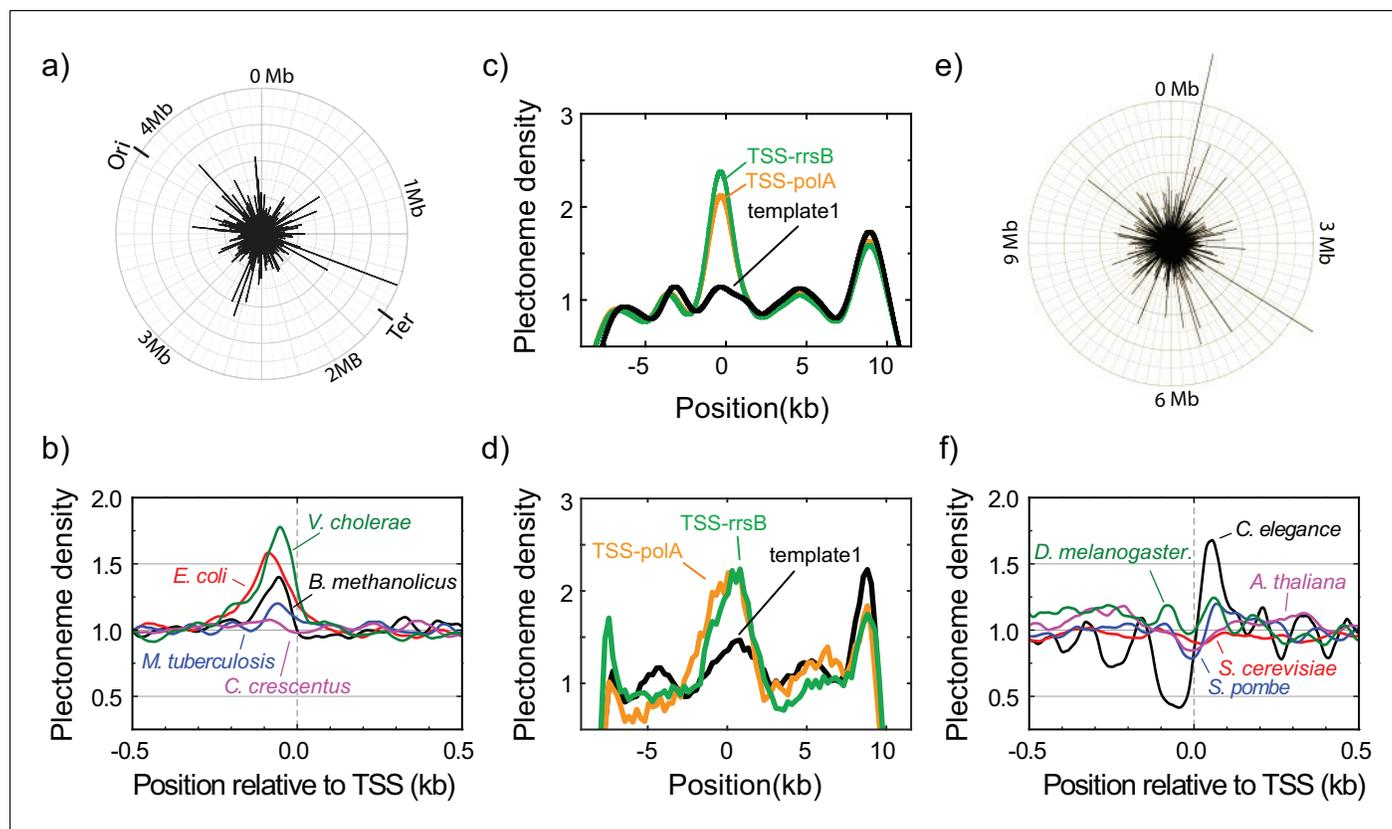 a)
0 Mb
4Mb
Ori
1Mb
Ter
3Mb
2MB
b)
Plectoneme density
2.0
1.5
1.0
0.5
V. cholerae
E. coli
B. methanolicus
M. tuberculosis
C. crescentus
-0.5
0.0
0.5
Position relative to TSS (kb)
c)
Plectoneme density
3
2
1
TSS-rrsB
TSS-polA
template1
-5
0
5
10
Position(kb)
d)
Plectoneme density
3
2
1
TSS-rrsB
TSS-polA
template1
-5
0
5
10
Position(kb)
e)
0 Mb
9 Mb
3 Mb
6 Mb
f)
Plectoneme density
2.0
1.5
1.0
0.5
C. elegance
D. melanogaster.
A. thaliana
S. cerevisiae
S. pombe
-0.5
0.0
0.5
Position relative to TSS (kb)